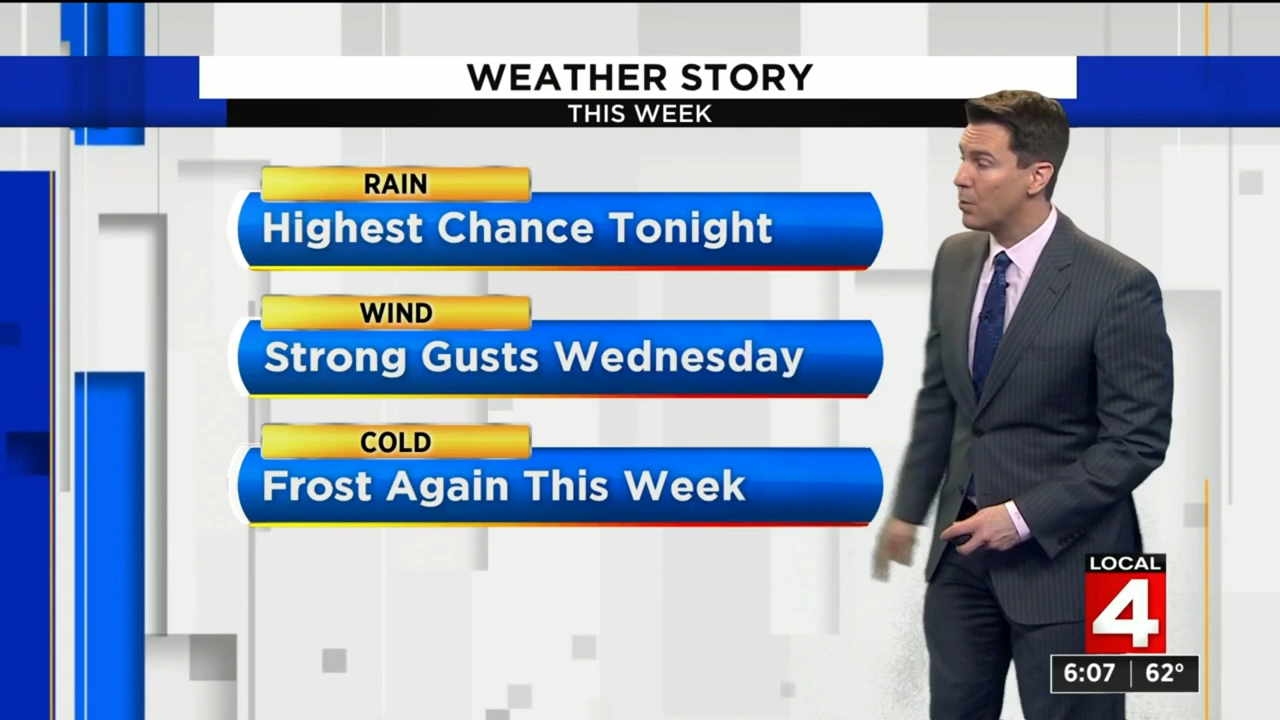 WEATHER STORY
THIS WEEK
RAIN
Highest Chance Tonight
WIND
Strong Gusts Wednesday
COLD
Frost Again This Week
LOCAL
4
6:07 62°